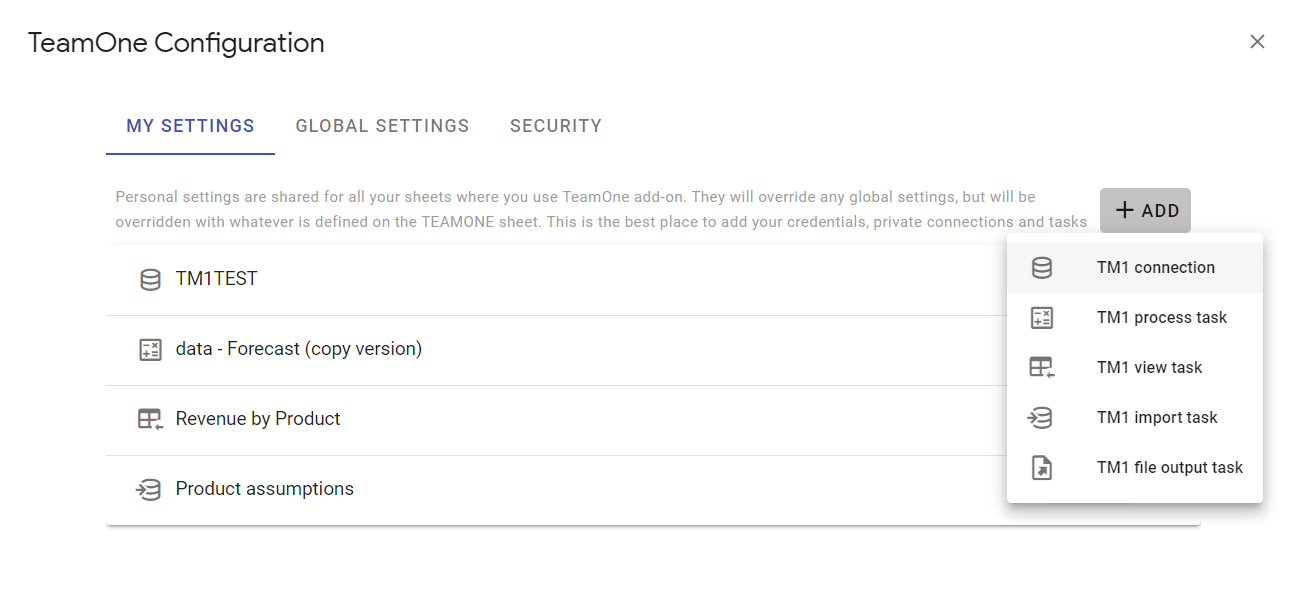 TeamOne Configuration
MY SETTINGS GLOBAL SETTINGS SECURITY
Personal settings are shared for all your sheets where you use TeamOne add-on. They will override any global settings, but will be
overridden with whatever is defined on the TEAMONE sheet. This is the best place to add your credentials, private connections and tasks
+ ADD
TM1TEST
data - Forecast (copy version)
Revenue by Product
Product assumptions
TM1 connection
TM1 process task
TM1 view task
TM1 import task
TM1 file output task